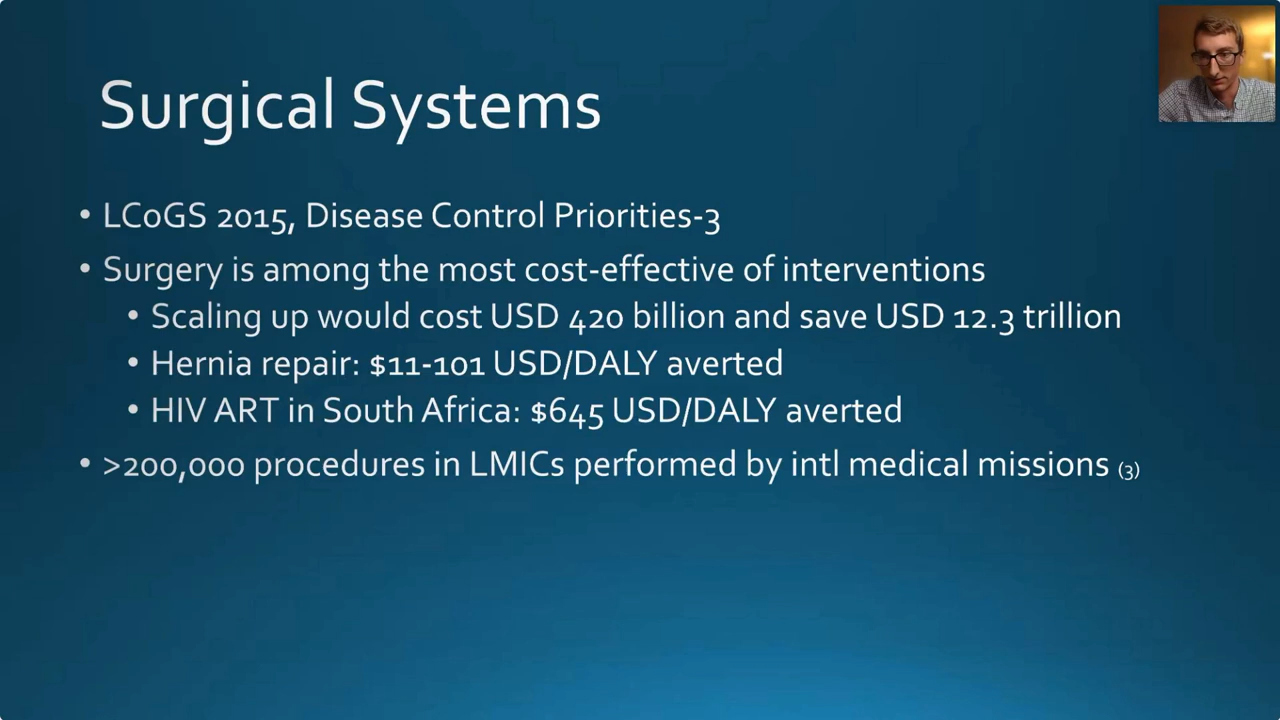 Surgical Systems
• LCoGS 2015, Disease Control Priorities-3
• Surgery is among the most cost-effective of interventions
• Scaling up would cost USD 420 billion and save USD 12.3 trillion
• Hernia repair: $11-101 USD/DALY averted
• HIV ART in South Africa: $645 USD/DALY averted
• >200,000 procedures in LMICs performed by intl medical missions (3)